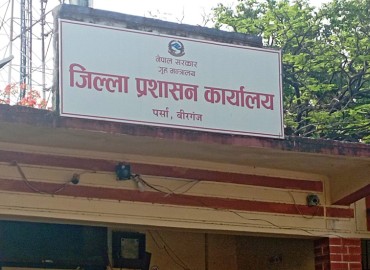 नेपाल सरकार
गृह मन्त्रालय
जिल्ला प्रशासन कार्यालय
पर्सा, वीरगंज